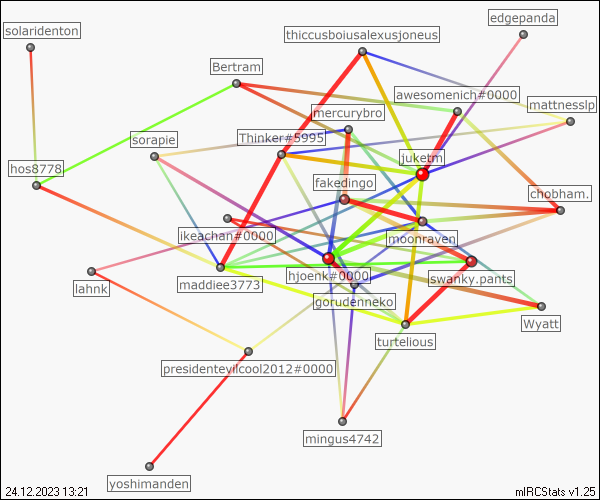 edgepanda
solaridenton
thiccusboiusalexusjoneus
Bertram
awesomenich#0000
mattnesslp
mercurybro
Thinker#5995
sorapie
juketm
hos8778
fakedingo
chobham.
ikeachan#0000
moonraven
hjoenk#0000
swanky.pants
maddiee3773
lahnk
gorudenneko
Wyatt
turtelious
presidentevilcool2012#0000
mingus4742
yoshimanden
24.12.2023 13:21
mIRCStats v1.25